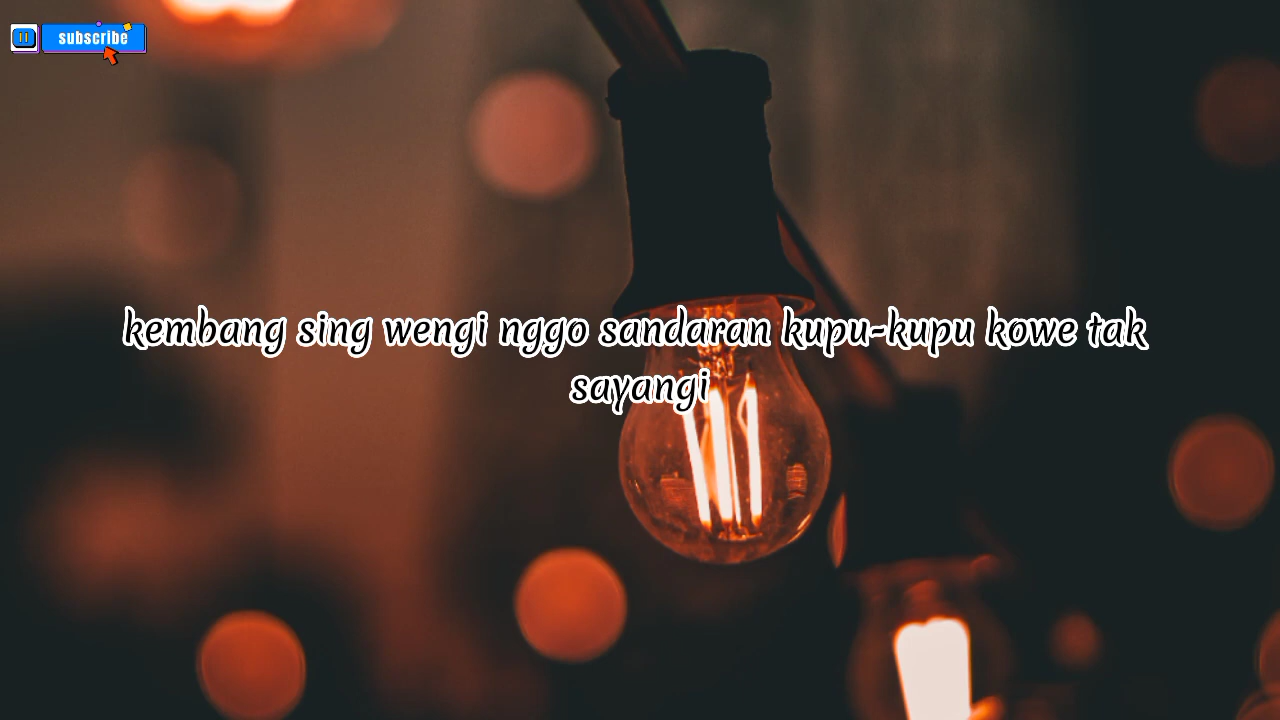 subscribe
kembang sing wengi nggo sandaran kupu-kupu kowe tak
sayangi